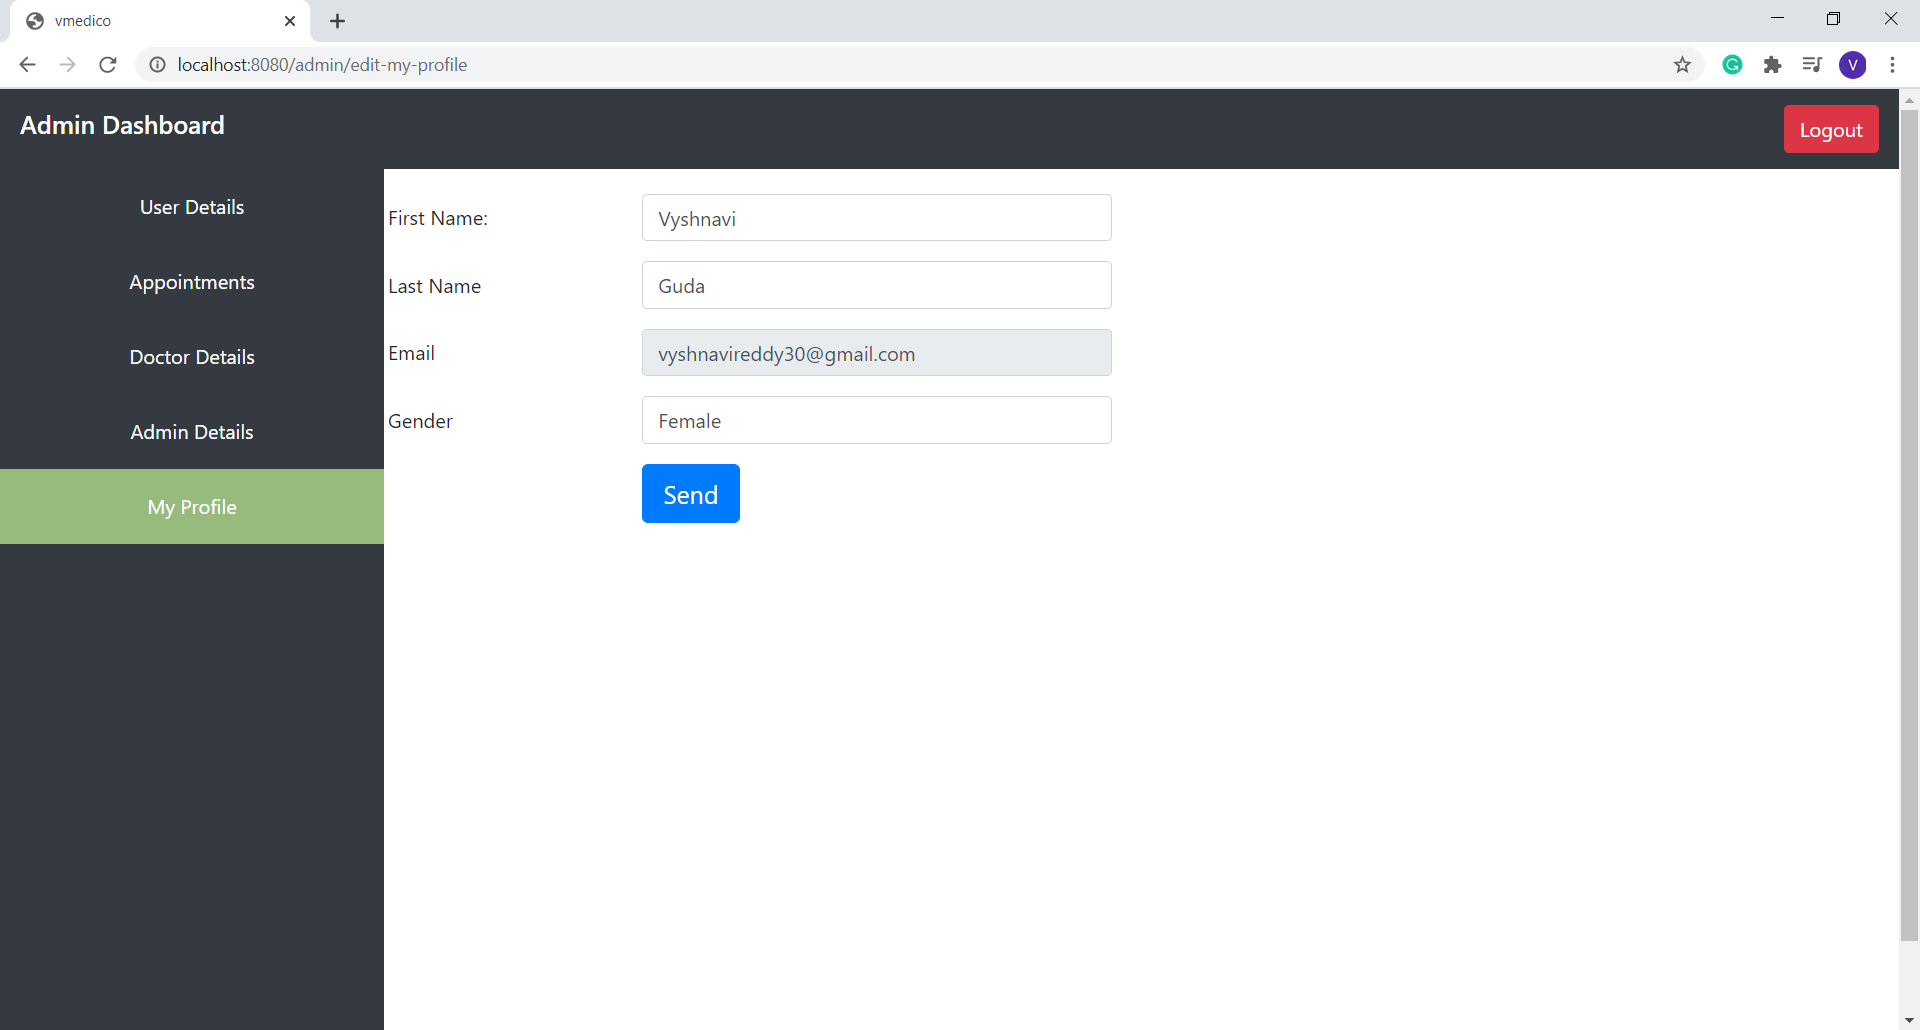 vmedico
localhost:8080/admin/edit-my-profile
V
Admin Dashboard
Logout
User Details
Appointments
Doctor Details
Admin Details
My Profile
First Name:
Vyshnavi
Last Name
Guda
Email
vyshnavireddy30@gmail.com
Gender
Female
Send